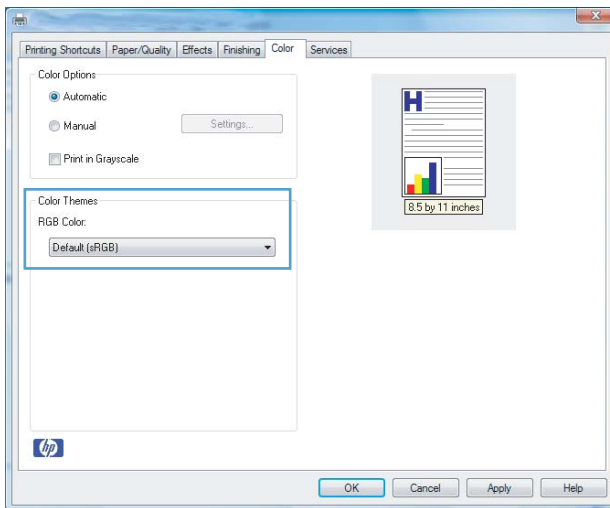 Printing Shortcuts Paper/Quality Effects Finishing Color Services
Color Options
Automatic
Manual Settings...
Print in Grayscale
Color Themes
RGB Color:
Default (sRGB)
H
8.5 by 11 inches
hp
OK Cancel Apply Help